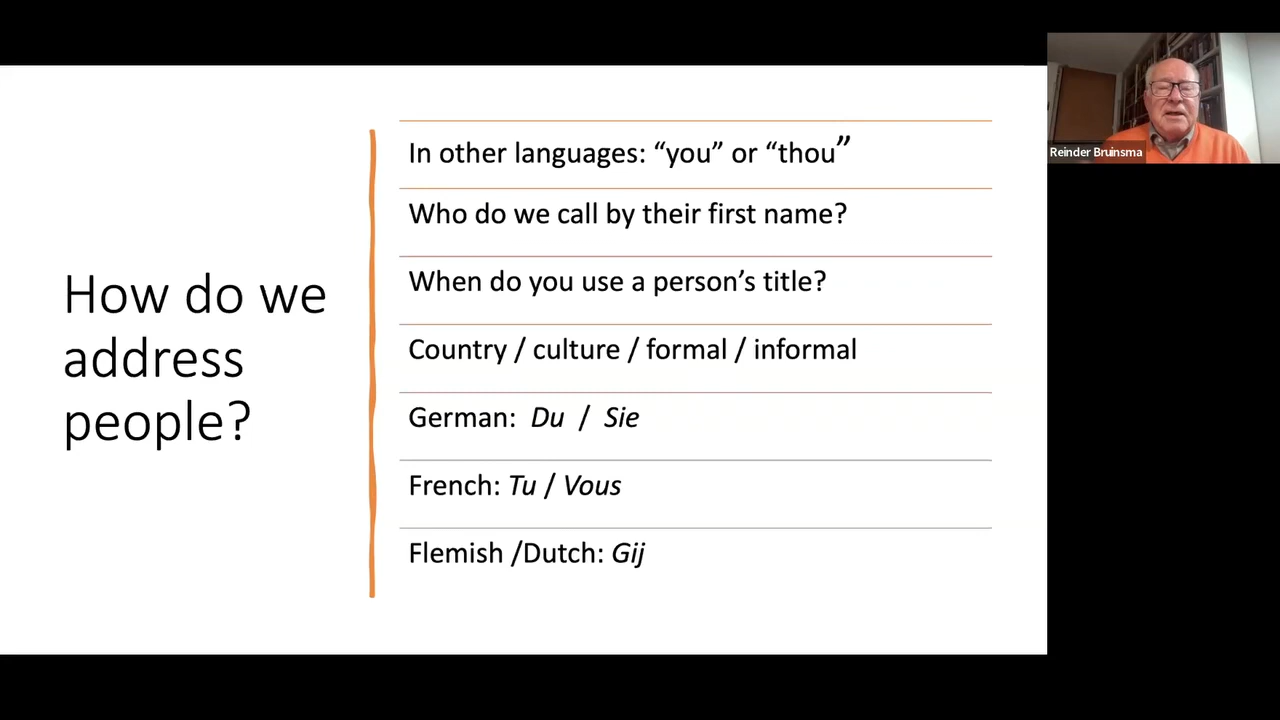 How do we
address
people?
In other languages: “you” or “thou”
Who do we call by their first name?
When do you use a person’s title?
Country / culture / formal / informal
German: Du / Sie
French: Tu / Vous
Flemish /Dutch: Gij
Reinder Bruinsma